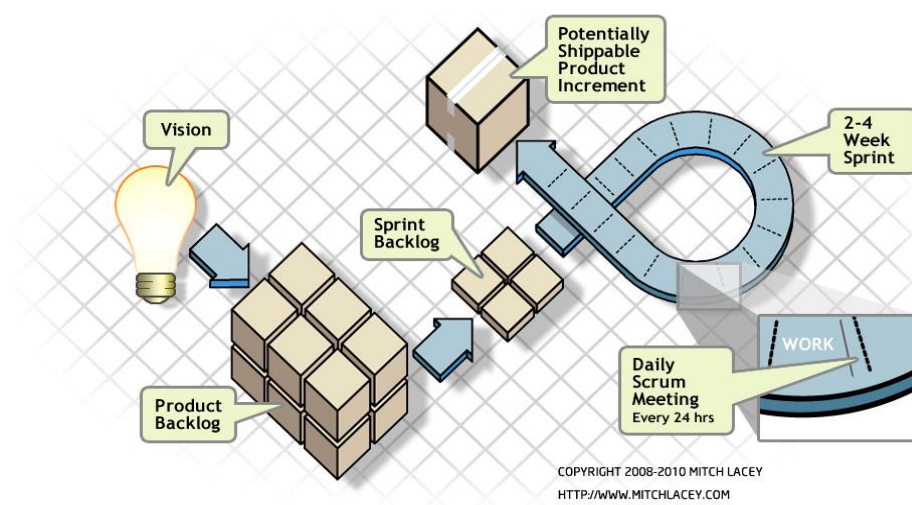 Potentially
Shippable
Product
Increment
Vision
2-4
Week
Sprint
Sprint
Backlog
WORK
Daily
Scrum
Meeting
Every 24 hrs
Product
Backlog
COPYRIGHT 2008-2010 MITCH LACEY
HTTP://WWW.MITCHLACEY.COM